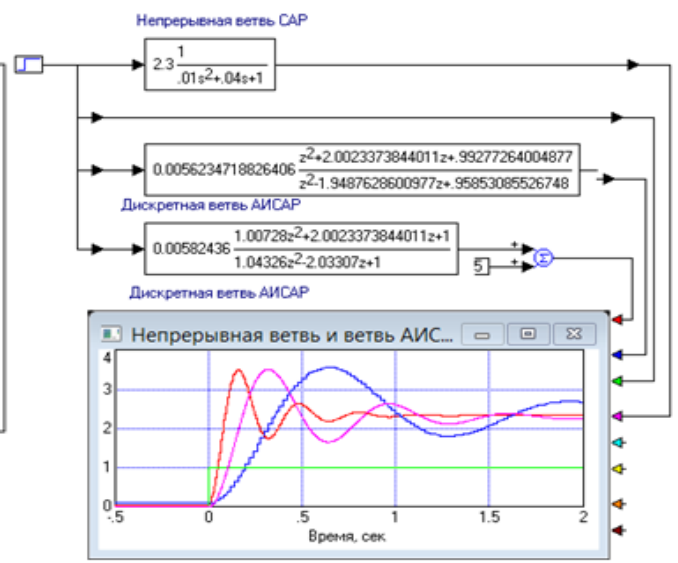 Непрерывная ветвь САР
2.3 1
.01s2+.04s+1
0.0056234718826406 z2+2.0023373844011z+.99277264004877
z2-1.9487628600977z+.95853085526748
Дискретная ветвь АИСАР
0.00582436 1.00728z2+2.0023373844011z+1
1.04326z2-2.03307z+1
+
5 + Σ
Дискретная ветвь АИСАР
Непрерывная ветвь и ветвь АИС...
4
3
2
1
0
-.5 0 .5 1 1.5 2
Время, сек